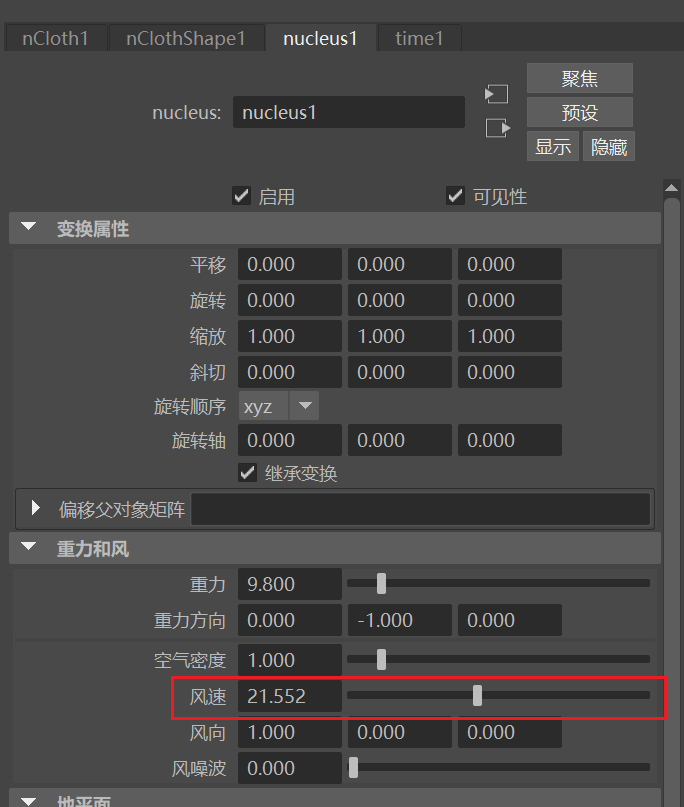 nCloth1 nClothShape1 nucleus1 time1
聚焦
nucleus: nucleus1 预设
显示 隐藏
启用 可见性
变换属性
平移 0.000 0.000 0.000
旋转 0.000 0.000 0.000
缩放 1.000 1.000 1.000
斜切 0.000 0.000 0.000
旋转顺序 xyz
旋转轴 0.000 0.000 0.000
继承变换
偏移父对象矩阵
重力和风
重力 9.800
重力方向 0.000 -1.000 0.000
空气密度 1.000
风速 21.552
风向 1.000 0.000 0.000
风噪波 0.000
地平面